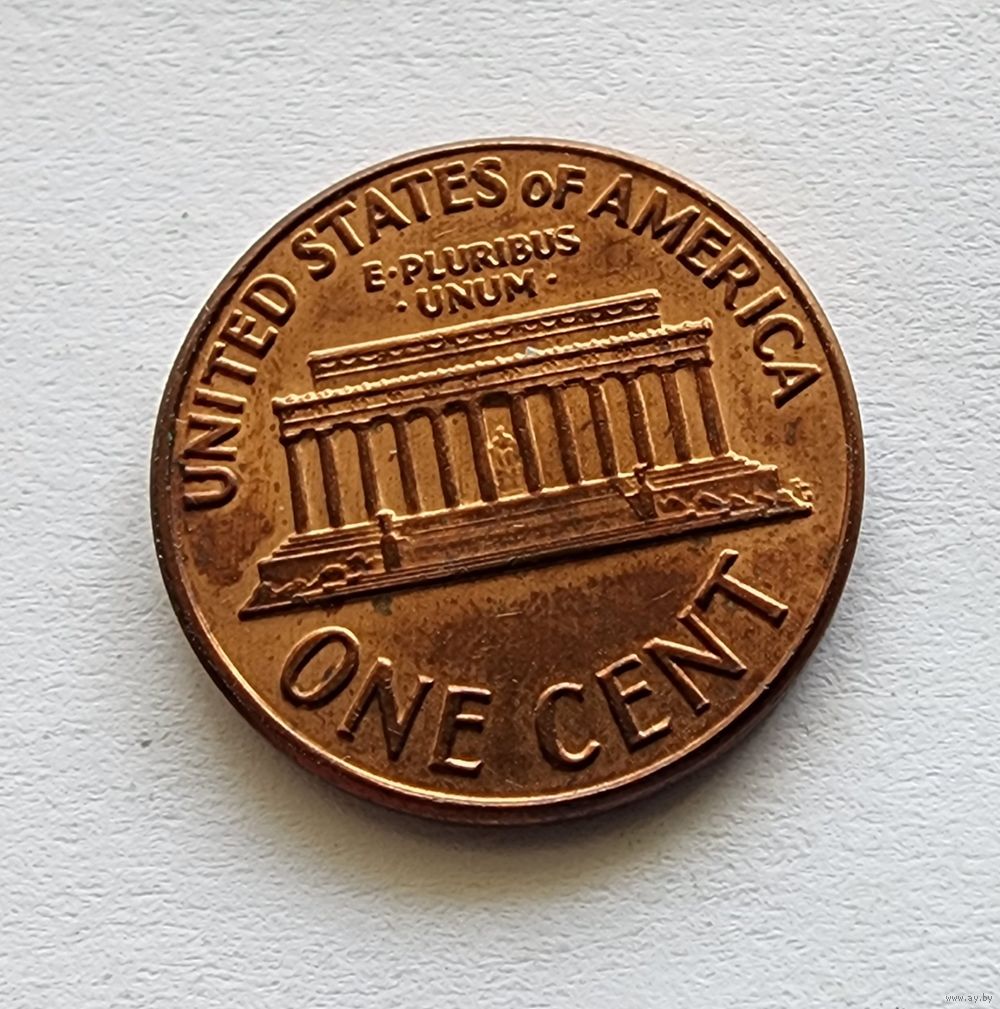 UNITED STATES OF AMERICA
E·PLURIBUS
·UNUM·
ONE CENT
www.ay.by